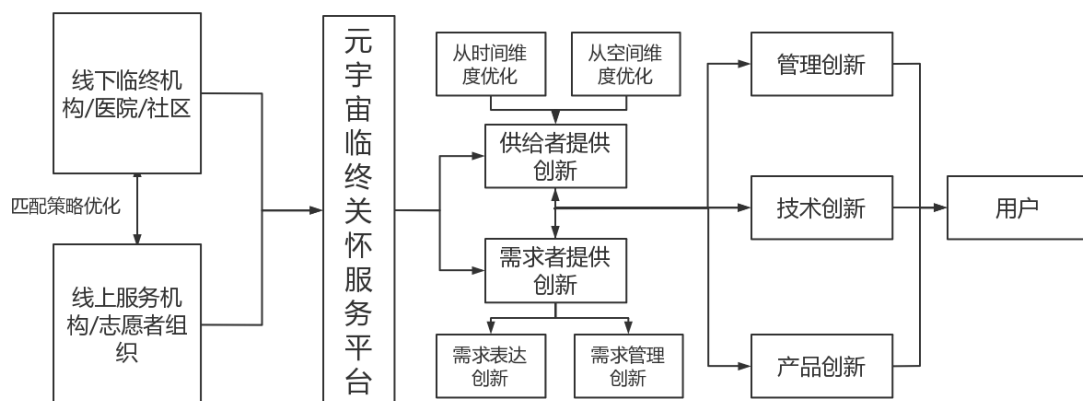 线下临终机
构/医院/社区
匹配策略优化
线上服务机
构/志愿者组
织
元
宇
宙
临
终
关
怀
服
务
平
台
从时间维
度优化
从空间维
度优化
供给者提供
创新
需求者提供
创新
需求表达
创新
需求管理
创新
管理创新
技术创新
产品创新
用户